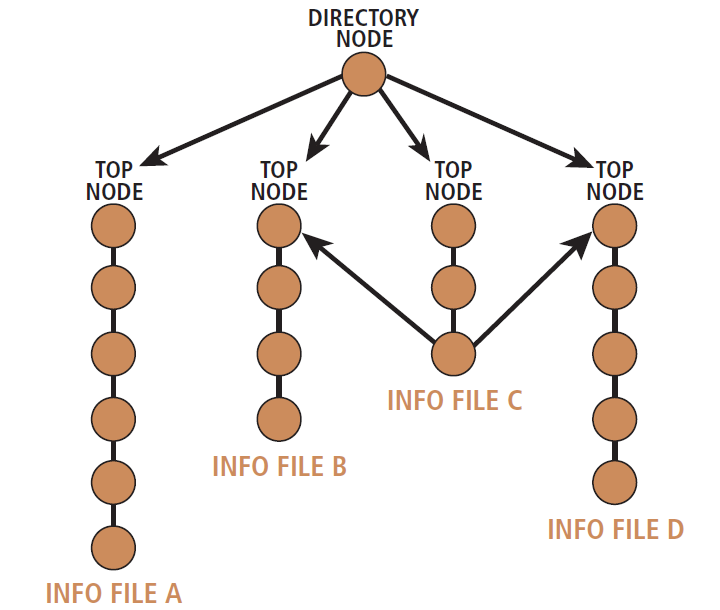 DIRECTORY
NODE
TOP
NODE
TOP
NODE
TOP
NODE
TOP
NODE
INFO FILE C
INFO FILE B
INFO FILE D
INFO FILE A